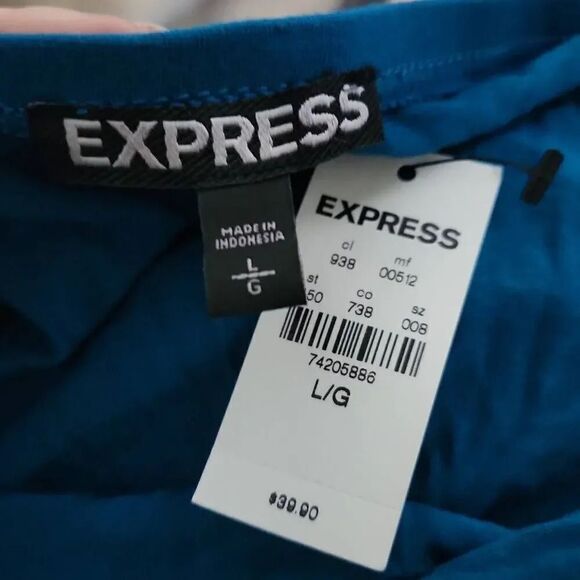 EXPRESS
MADE IN
INDONESIA
L
G
EXPRESS
cl mf
938 00512
st co sz
50 738 008
74205886
L/G
$39.90